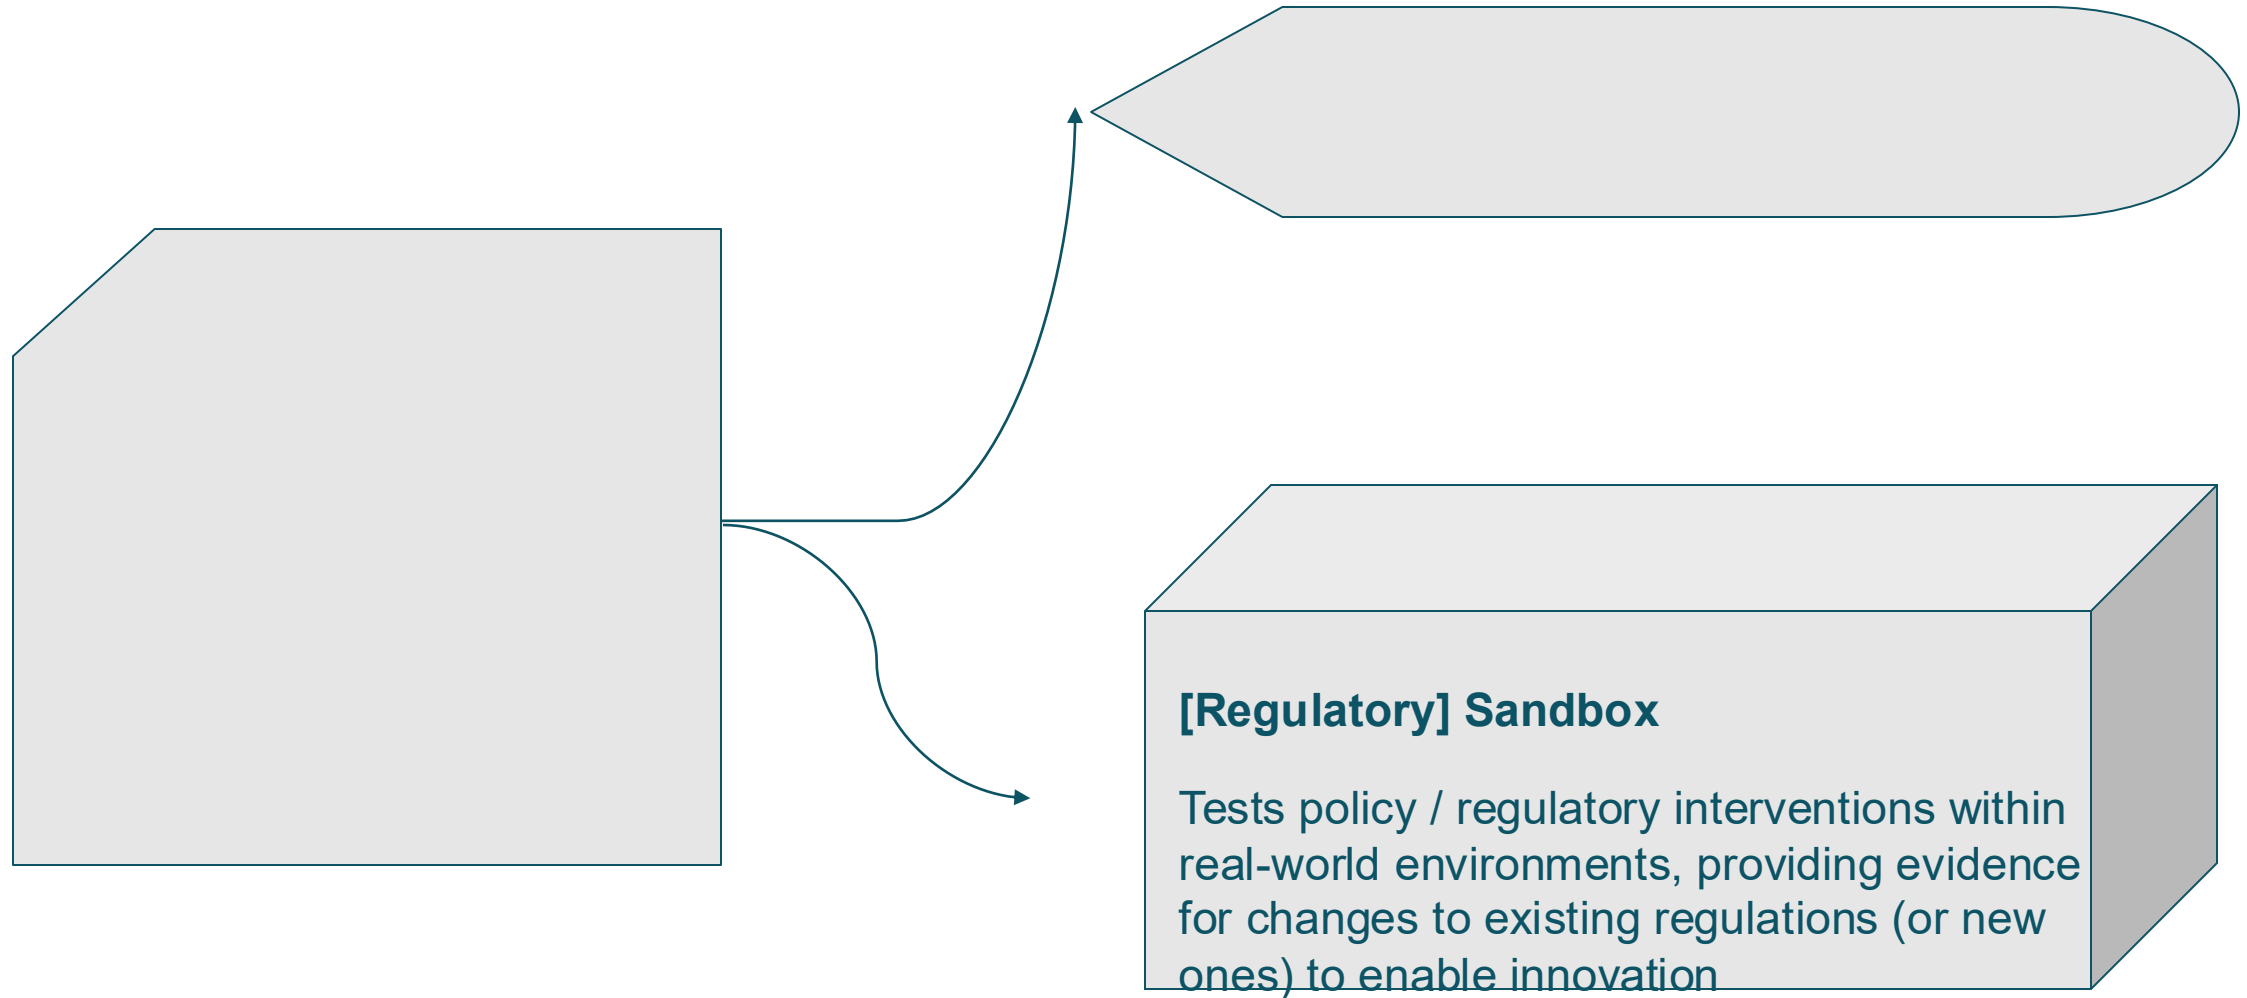 [Regulatory] Sandbox
Tests policy / regulatory interventions within
real-world environments, providing evidence
for changes to existing regulations (or new
ones) to enable innovation